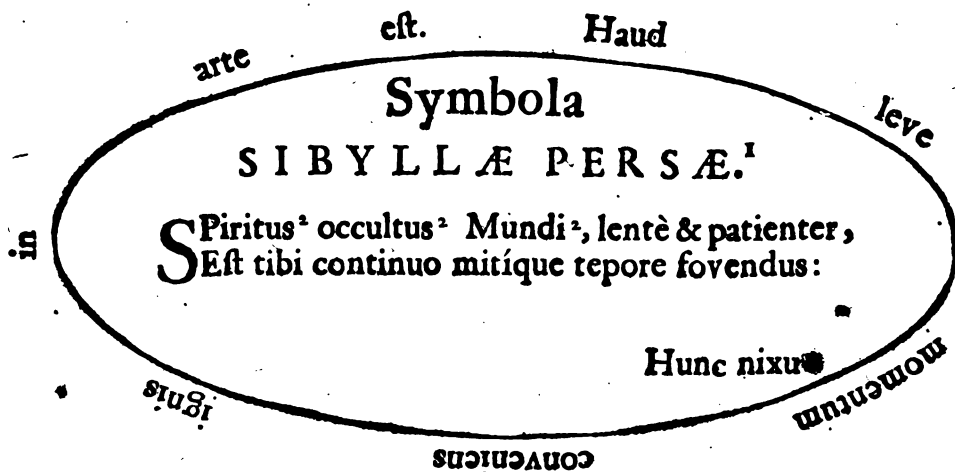 Haud leve momentum conveniens ignis in arte eſt.
Symbola
SIBYLLÆ PERSÆ.¹
SPiritus² occultus² Mundi², lentè & patienter,
Eſt tibi continuo mitíque tepore fovendus:
Hunc nixu